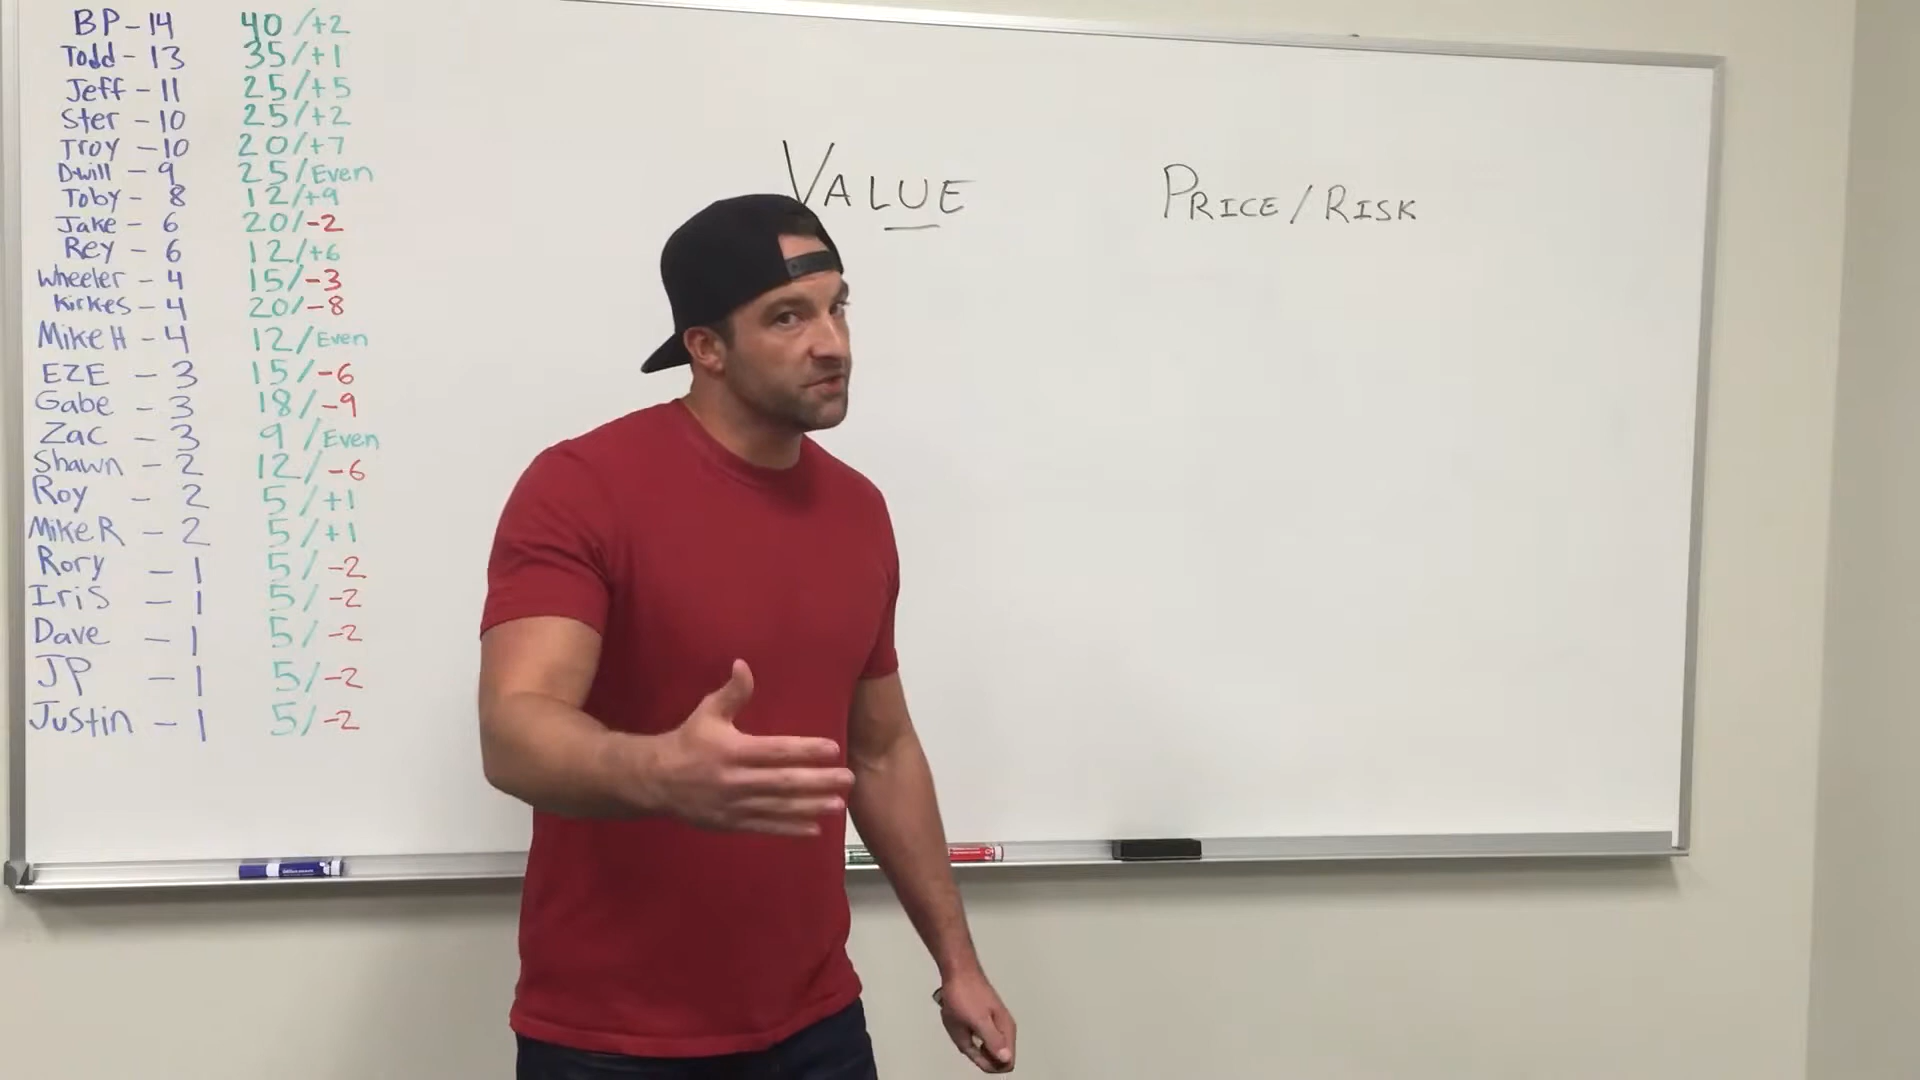 BP - 14 40 / +2
Todd - 13 35 / +1
Jeff - 11 25 / +5
Ster - 10 25 / +2
Troy - 10 20 / +7
Dwill - 9 25 / Even
Toby - 8 12 / +9
Jake - 6 20 / -2
Rey - 6 12 / +6
Wheeler - 4 15 / -3
Kirkes - 4 20 / -8
Mike H - 4 12 / Even
EZE - 3 15 / -6
Gabe - 3 18 / -9
Zac - 3 9 / Even
Shawn - 2 12 / -6
Roy - 2 5 / +1
Mike R - 2 5 / +1
Rory - 1 5 / -2
Iris - 1 5 / -2
Dave - 1 5 / -2
JP - 1 5 / -2
Justin - 1 5 / -2
VALUE
PRICE / RISK